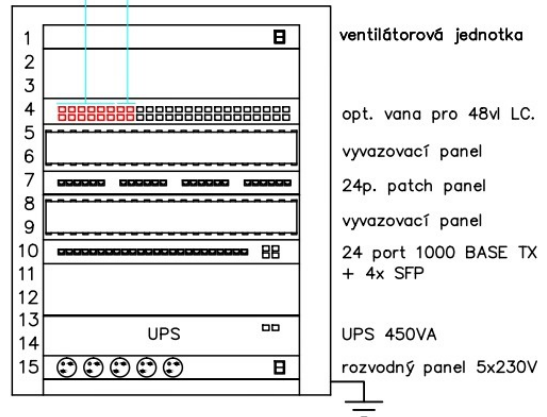 1 ventilátorová jednotka
2
3
4 opt. vana pro 48vl LC.
5
6 vyvazovací panel
7 24p. patch panel
8
9 vyvazovací panel
10 24 port 1000 BASE TX
+ 4x SFP
11
12
13
14 UPS UPS 450VA
15 rozvodný panel 5x230V